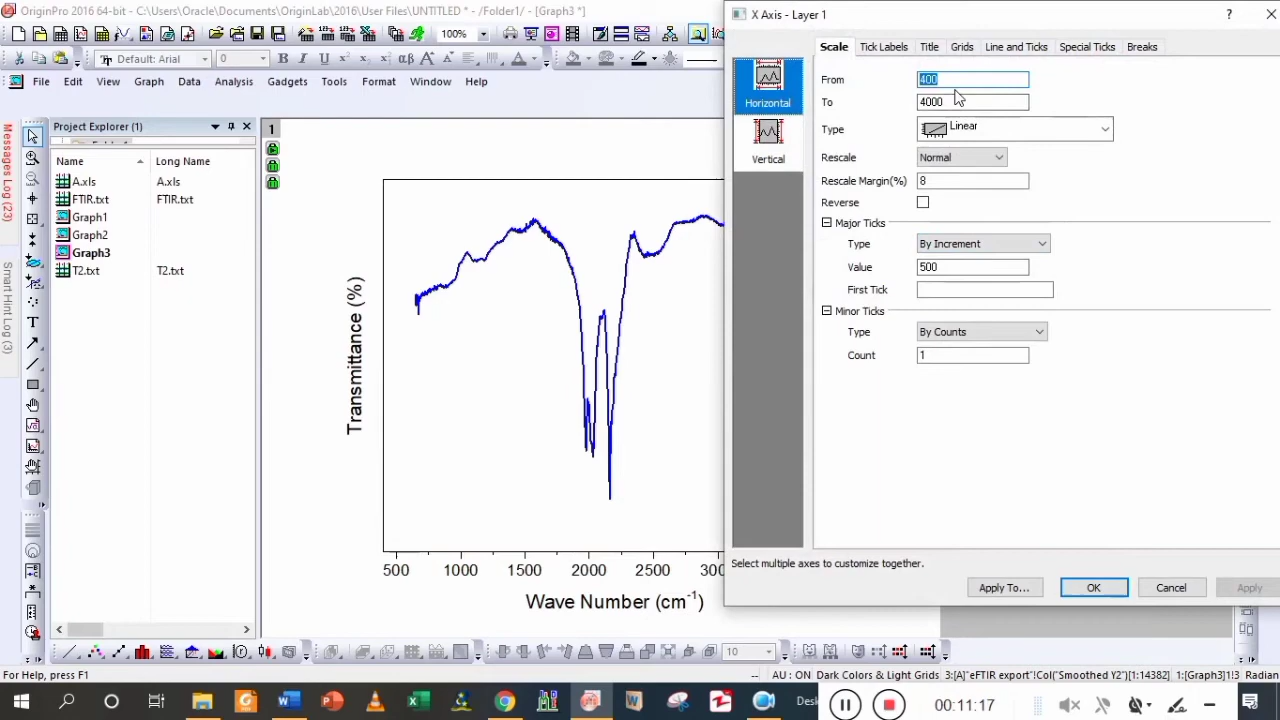 OriginPro 2016 64-bit - C:\Users\Oracle\Documents\OriginLab\2016\User Files\UNTITLED * - /Folder1/ - [Graph3 *]
100%
Default: Arial 0 B I U
File Edit View Graph Data Analysis Gadgets Tools Format Window Help
Messages Log (23)
Smart Hint Log (3)
Project Explorer (1)
Name Long Name
A.xls A.xls
FTIR.txt FTIR.txt
Graph1
Graph2
Graph3
T2.txt T2.txt
1
Transmittance (%)
500 1000 1500 2000 2500
Wave Number (cm-1)
X Axis - Layer 1
?
Scale Tick Labels Title Grids Line and Ticks Special Ticks Breaks
Horizontal
Vertical
From 400
To 4000
Type Linear
Rescale Normal
Rescale Margin(%) 8
Reverse
Major Ticks
Type By Increment
Value 500
First Tick
Minor Ticks
Type By Counts
Count 1
Select multiple axes to customize together.
Apply To... OK Cancel Apply
10
For Help, press F1
-- AU : ON Dark Colors & Light Grids 3:[A]"eFTIR export"!Col("Smoothed Y2")[1:14382] 1:[Graph3]1!3 Radian
00:11:17